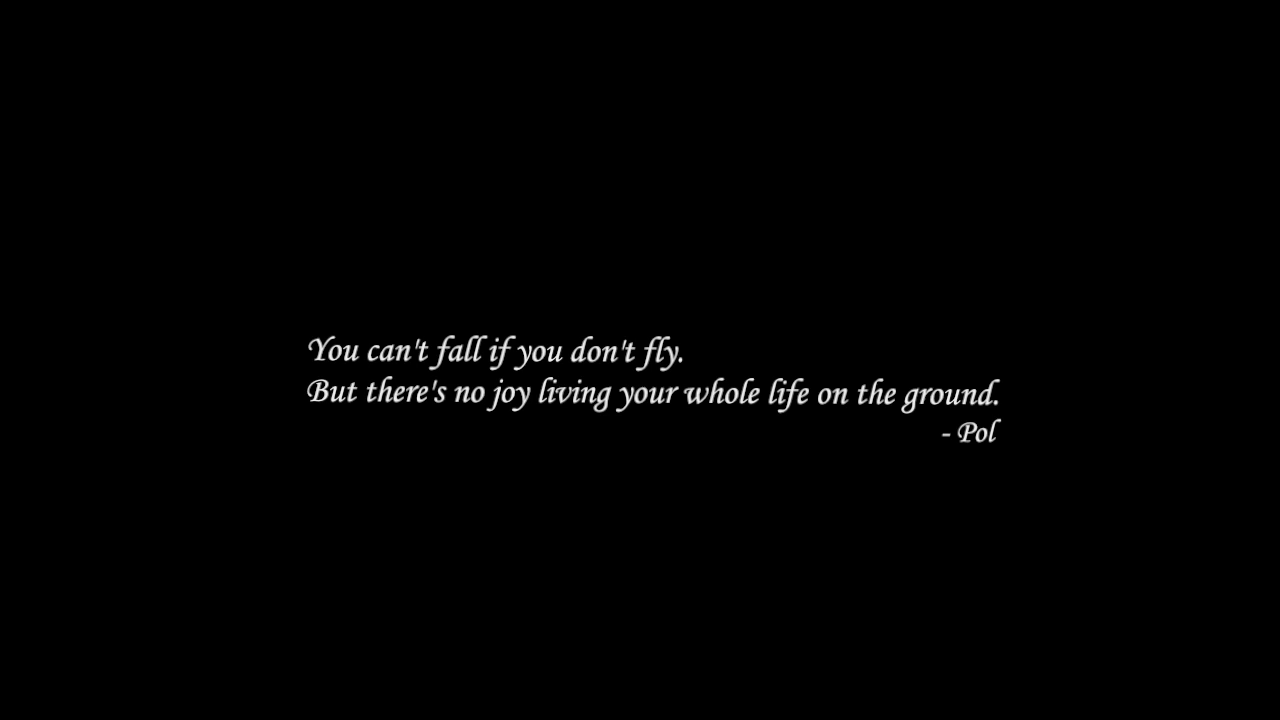 You can't fall if you don't fly.
But there's no joy living your whole life on the ground.
- Pol